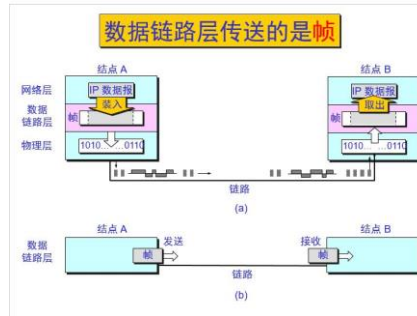 数据链路层传送的是帧
结点 A
结点 B
网络层
IP 数据报
IP 数据报
装入
取出
数据
链路层
帧
帧
物理层
1010… …0110
1010… …0110
链路
(a)
结点 A
结点 B
数据
链路层
发送
接收
帧
帧
链路
(b)